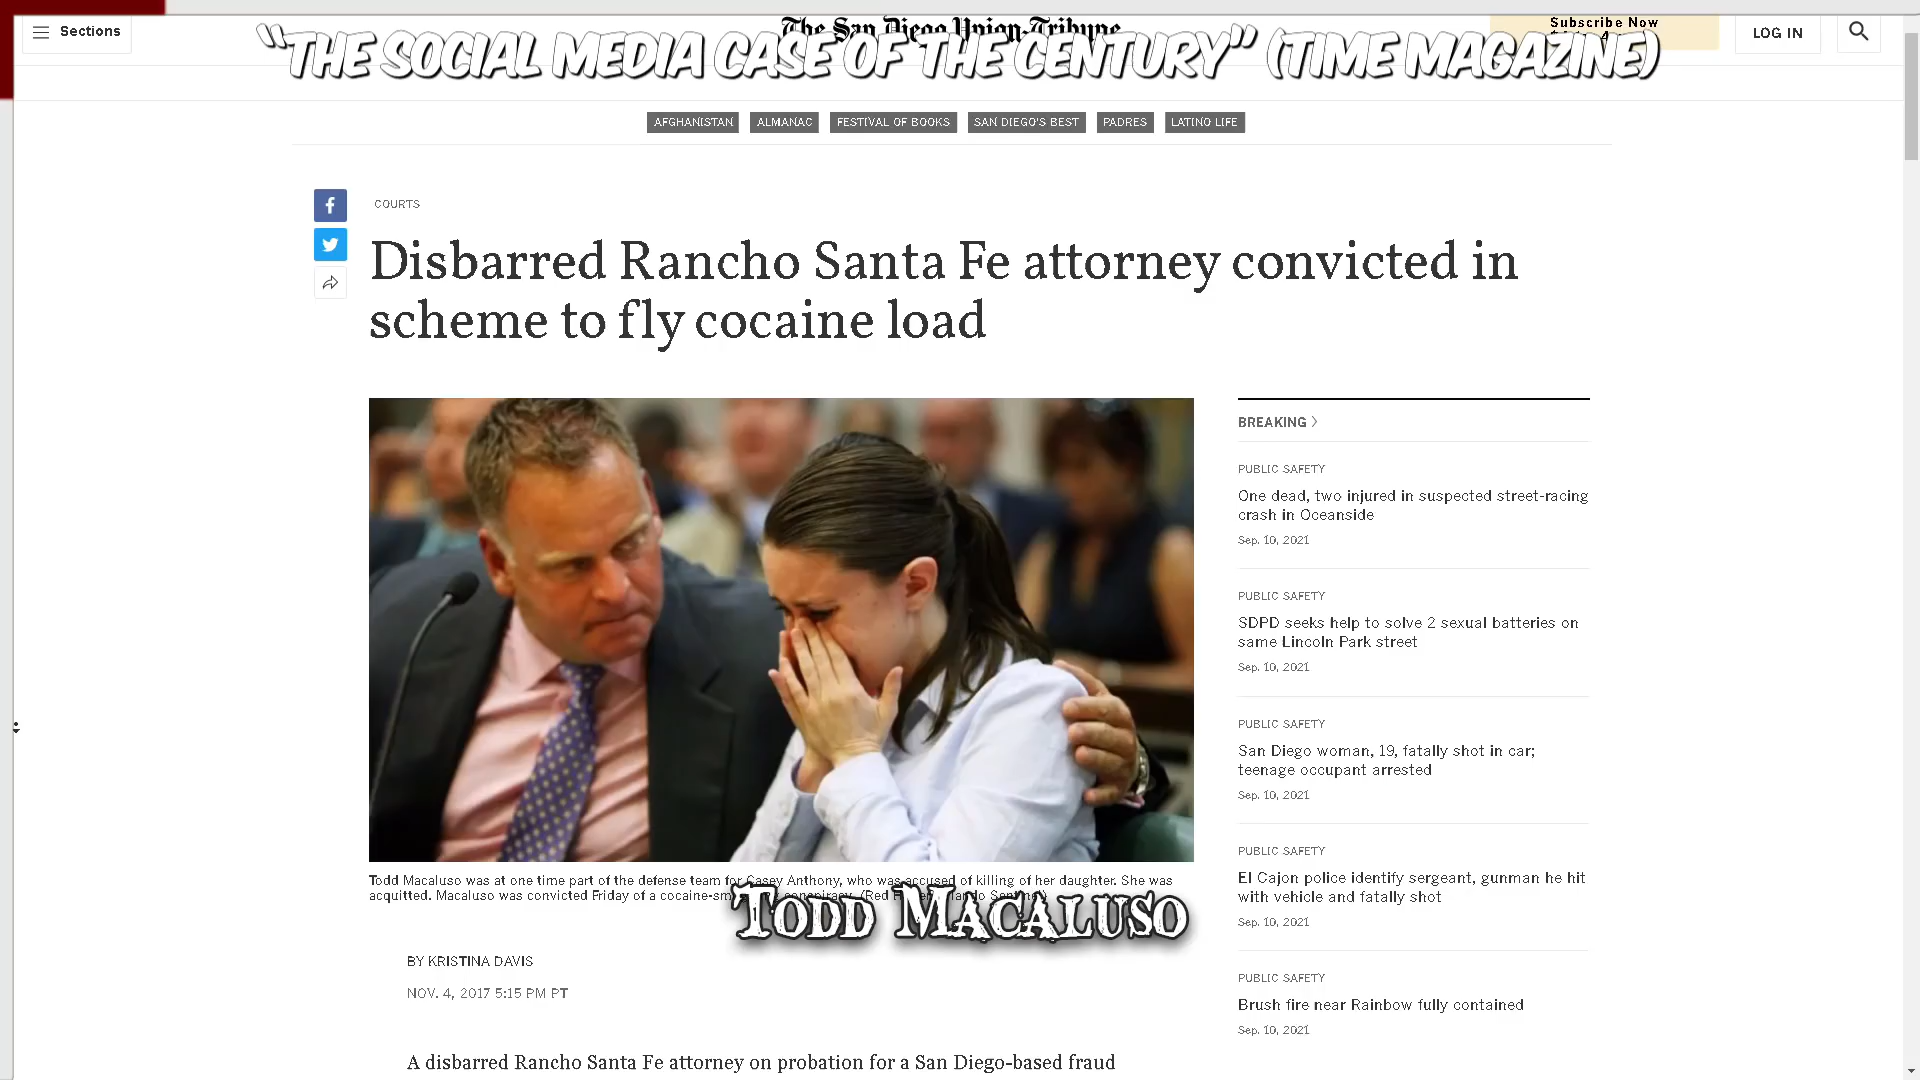 Sections
The San Diego Union-Tribune
Subscribe Now
LOG IN
"THE SOCIAL MEDIA CASE OF THE CENTURY" (TIME MAGAZINE)
AFGHANISTAN
ALMANAC
FESTIVAL OF BOOKS
SAN DIEGO'S BEST
PADRES
LATINO LIFE
COURTS
Disbarred Rancho Santa Fe attorney convicted in
scheme to fly cocaine load
Todd Macaluso was at one time part of the defense team for Casey Anthony, who was accused of killing of her daughter. She was
acquitted. Macaluso was convicted Friday of a
Todd Macaluso
BY KRISTINA DAVIS
NOV. 4, 2017 5:15 PM PT
A disbarred Rancho Santa Fe attorney on probation for a San Diego-based fraud
BREAKING
PUBLIC SAFETY
One dead, two injured in suspected street-racing
crash in Oceanside
Sep. 10, 2021
PUBLIC SAFETY
SDPD seeks help to solve 2 sexual batteries on
same Lincoln Park street
Sep. 10, 2021
PUBLIC SAFETY
San Diego woman, 19, fatally shot in car;
teenage occupant arrested
Sep. 10, 2021
PUBLIC SAFETY
El Cajon police identify sergeant, gunman he hit
with vehicle and fatally shot
Sep. 10, 2021
PUBLIC SAFETY
Brush fire near Rainbow fully contained
Sep. 10, 2021